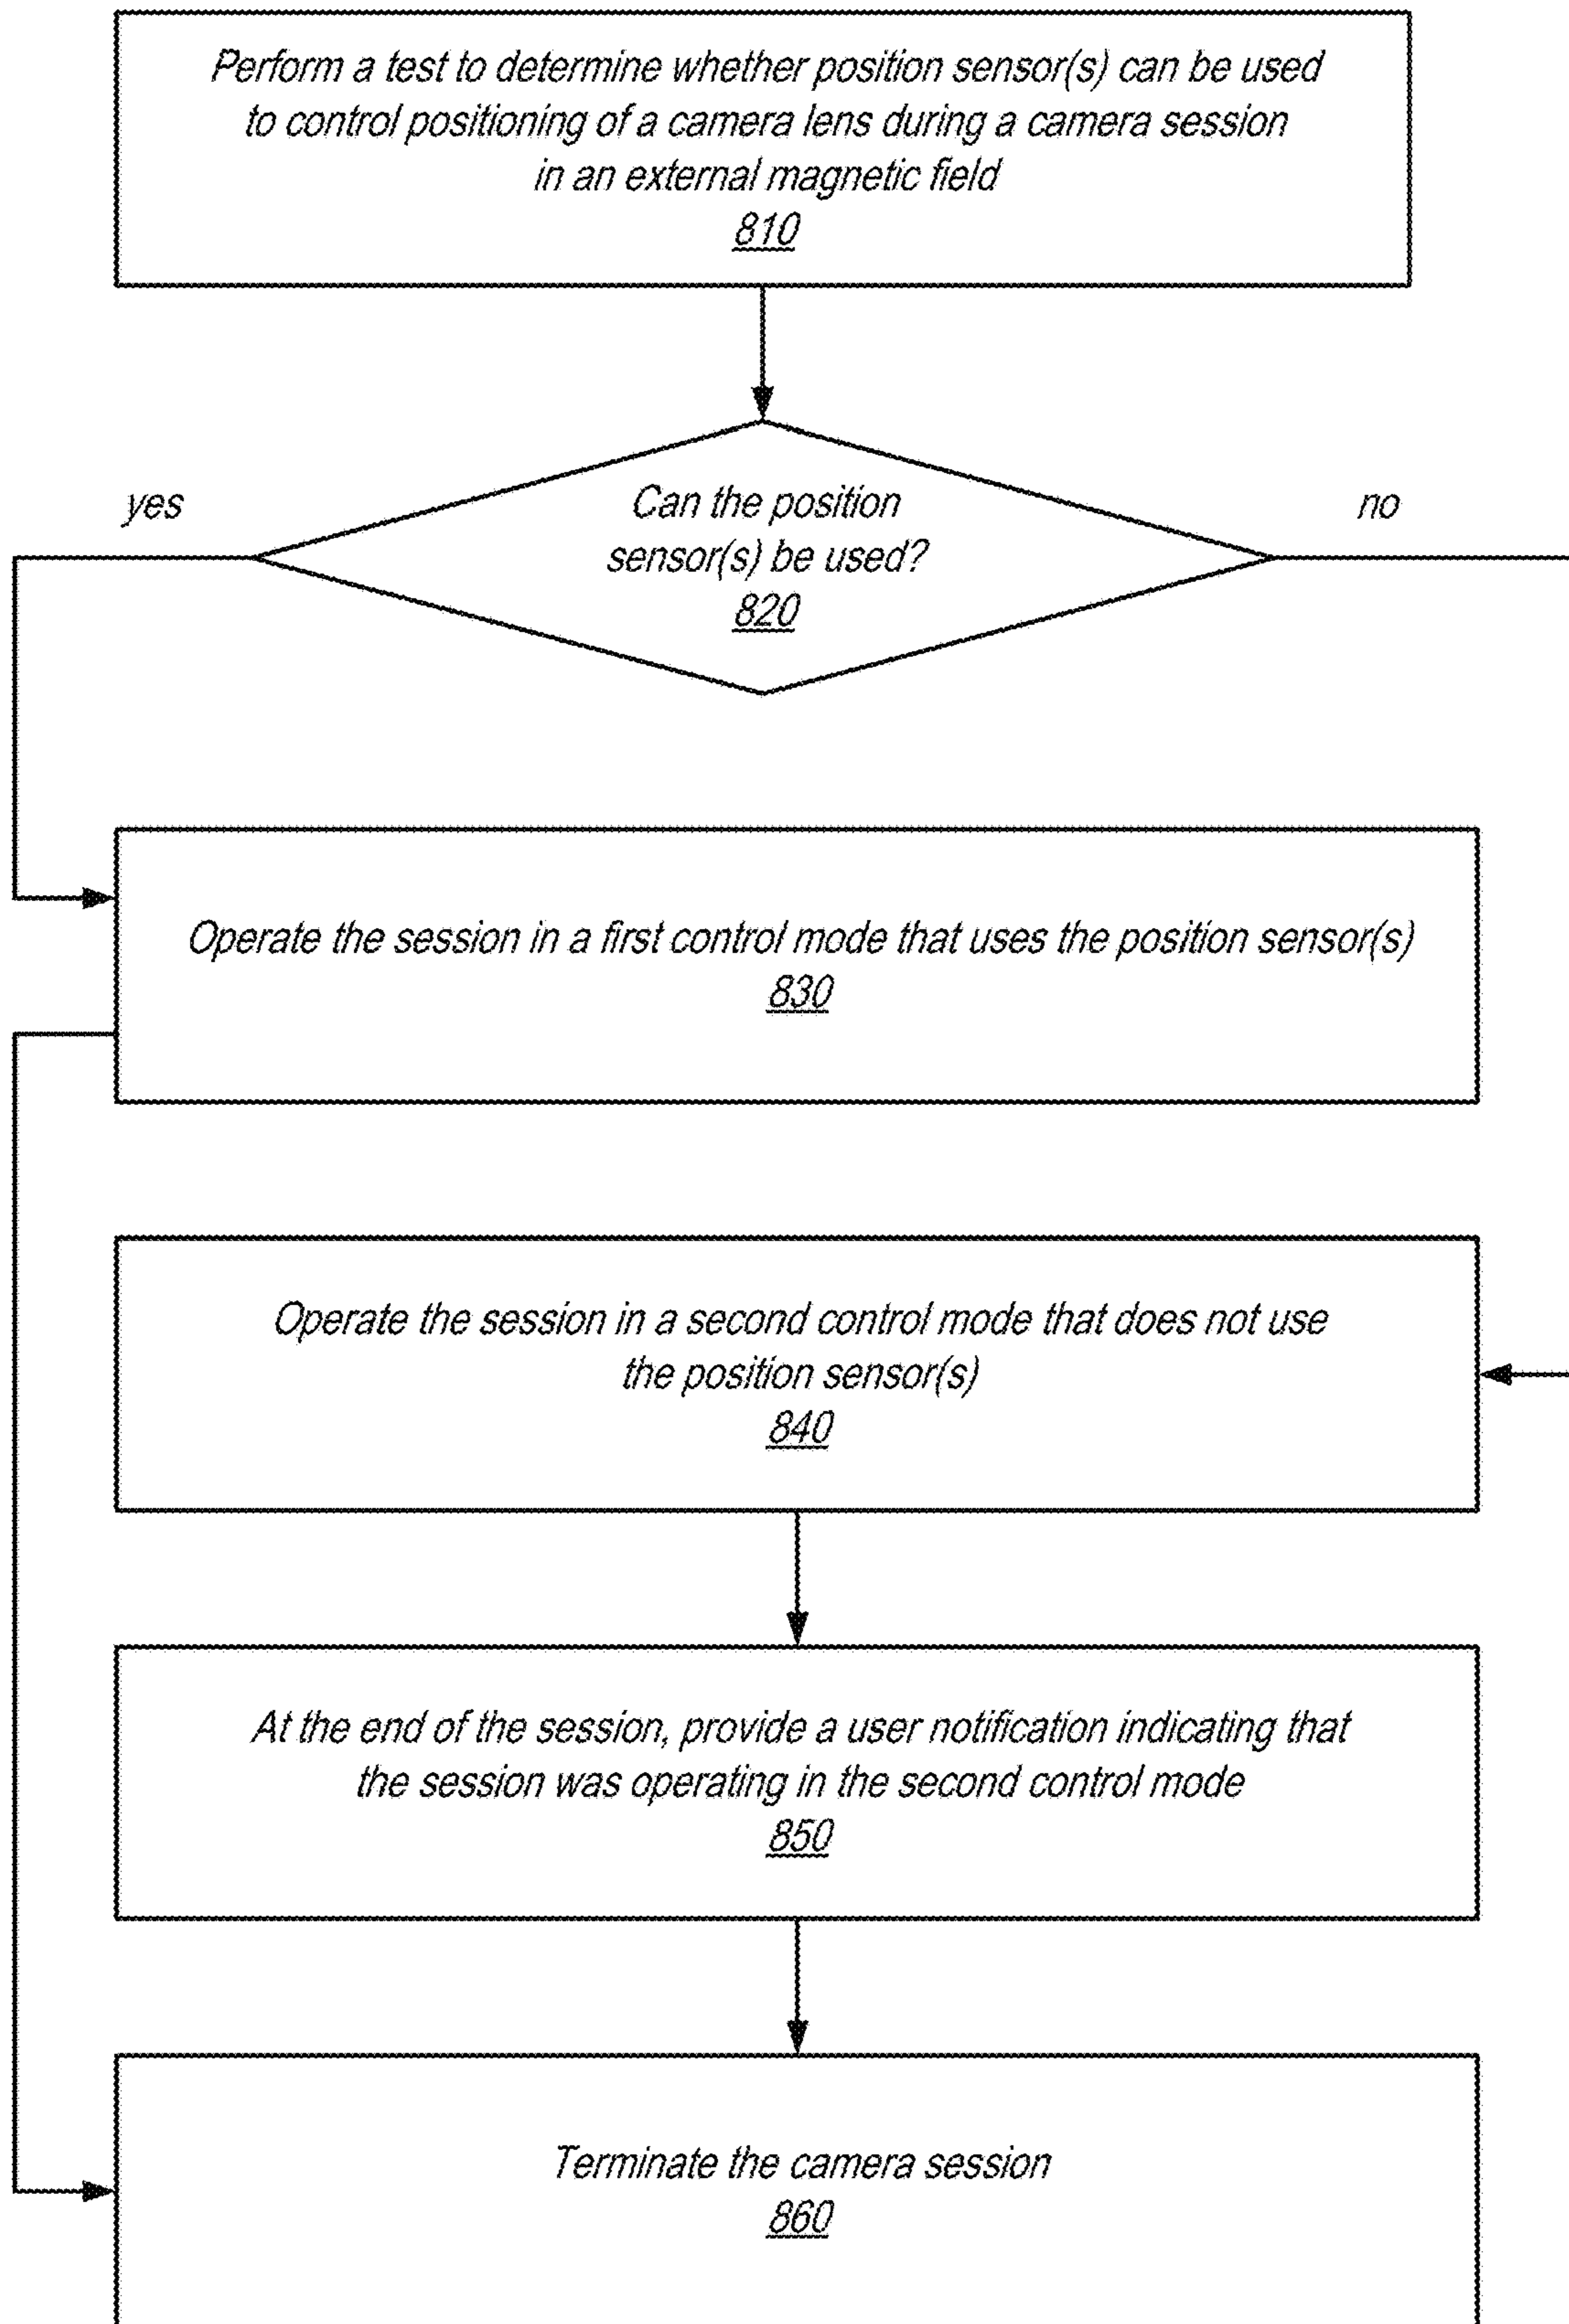 Perform a test to determine whether position sensor(s) can be used
to control positioning of a camera lens during a camera session
in an external magnetic field
810
Can the position
sensor(s) be used?
820
yes
no
Operate the session in a first control mode that uses the position sensor(s)
830
Operate the session in a second control mode that does not use
the position sensor(s)
840
At the end of the session, provide a user notification indicating that
the session was operating in the second control mode
850
Terminate the camera session
860